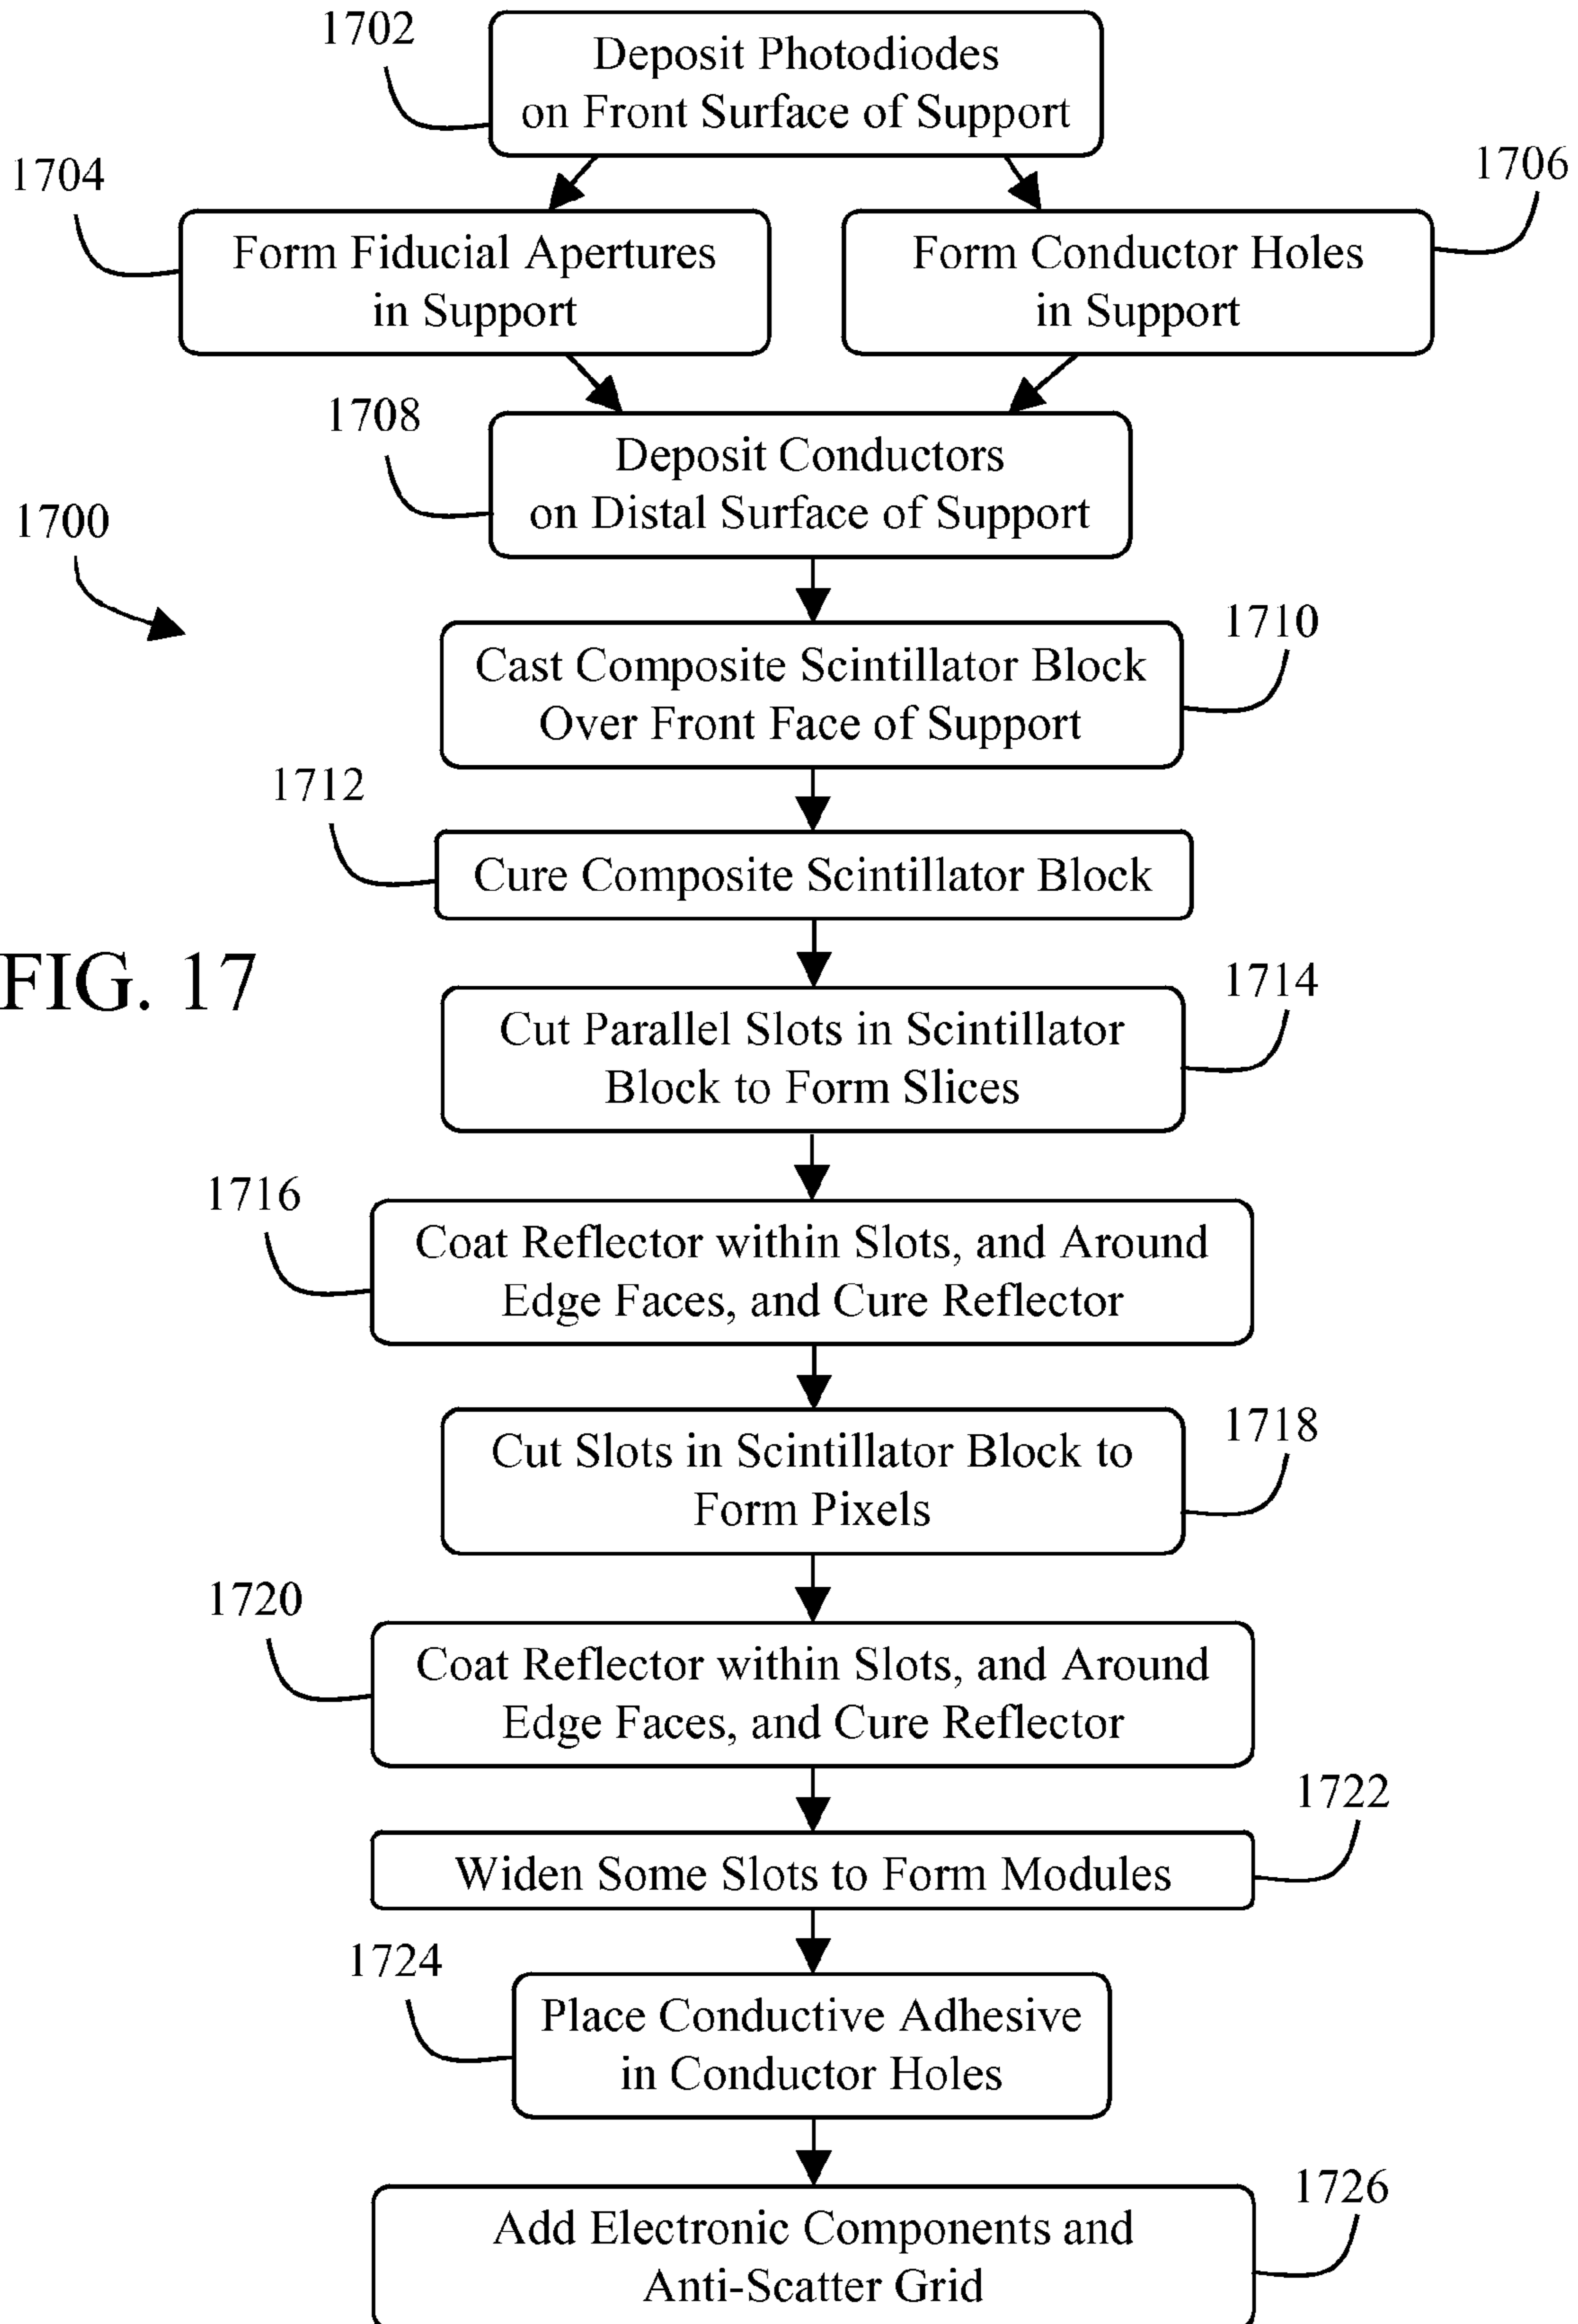 1702
Deposit Photodiodes
on Front Surface of Support
1704
1706
Form Fiducial Apertures
in Support
Form Conductor Holes
in Support
1708
Deposit Conductors
on Distal Surface of Support
1700
1710
Cast Composite Scintillator Block
Over Front Face of Support
1712
Cure Composite Scintillator Block
FIG. 17
1714
Cut Parallel Slots in Scintillator
Block to Form Slices
1716
Coat Reflector within Slots, and Around
Edge Faces, and Cure Reflector
1718
Cut Slots in Scintillator Block to
Form Pixels
1720
Coat Reflector within Slots, and Around
Edge Faces, and Cure Reflector
1722
Widen Some Slots to Form Modules
1724
Place Conductive Adhesive
in Conductor Holes
1726
Add Electronic Components and
Anti-Scatter Grid